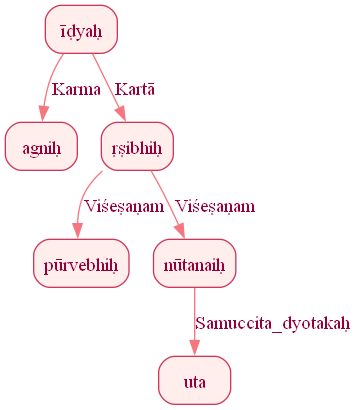 īḍyaḥ
Karma
Kartā
agniḥ
ṛṣibhiḥ
Viśeṣaṇam
Viśeṣaṇam
pūrvebhiḥ
nūtanaiḥ
Samuccita_dyotakaḥ
uta